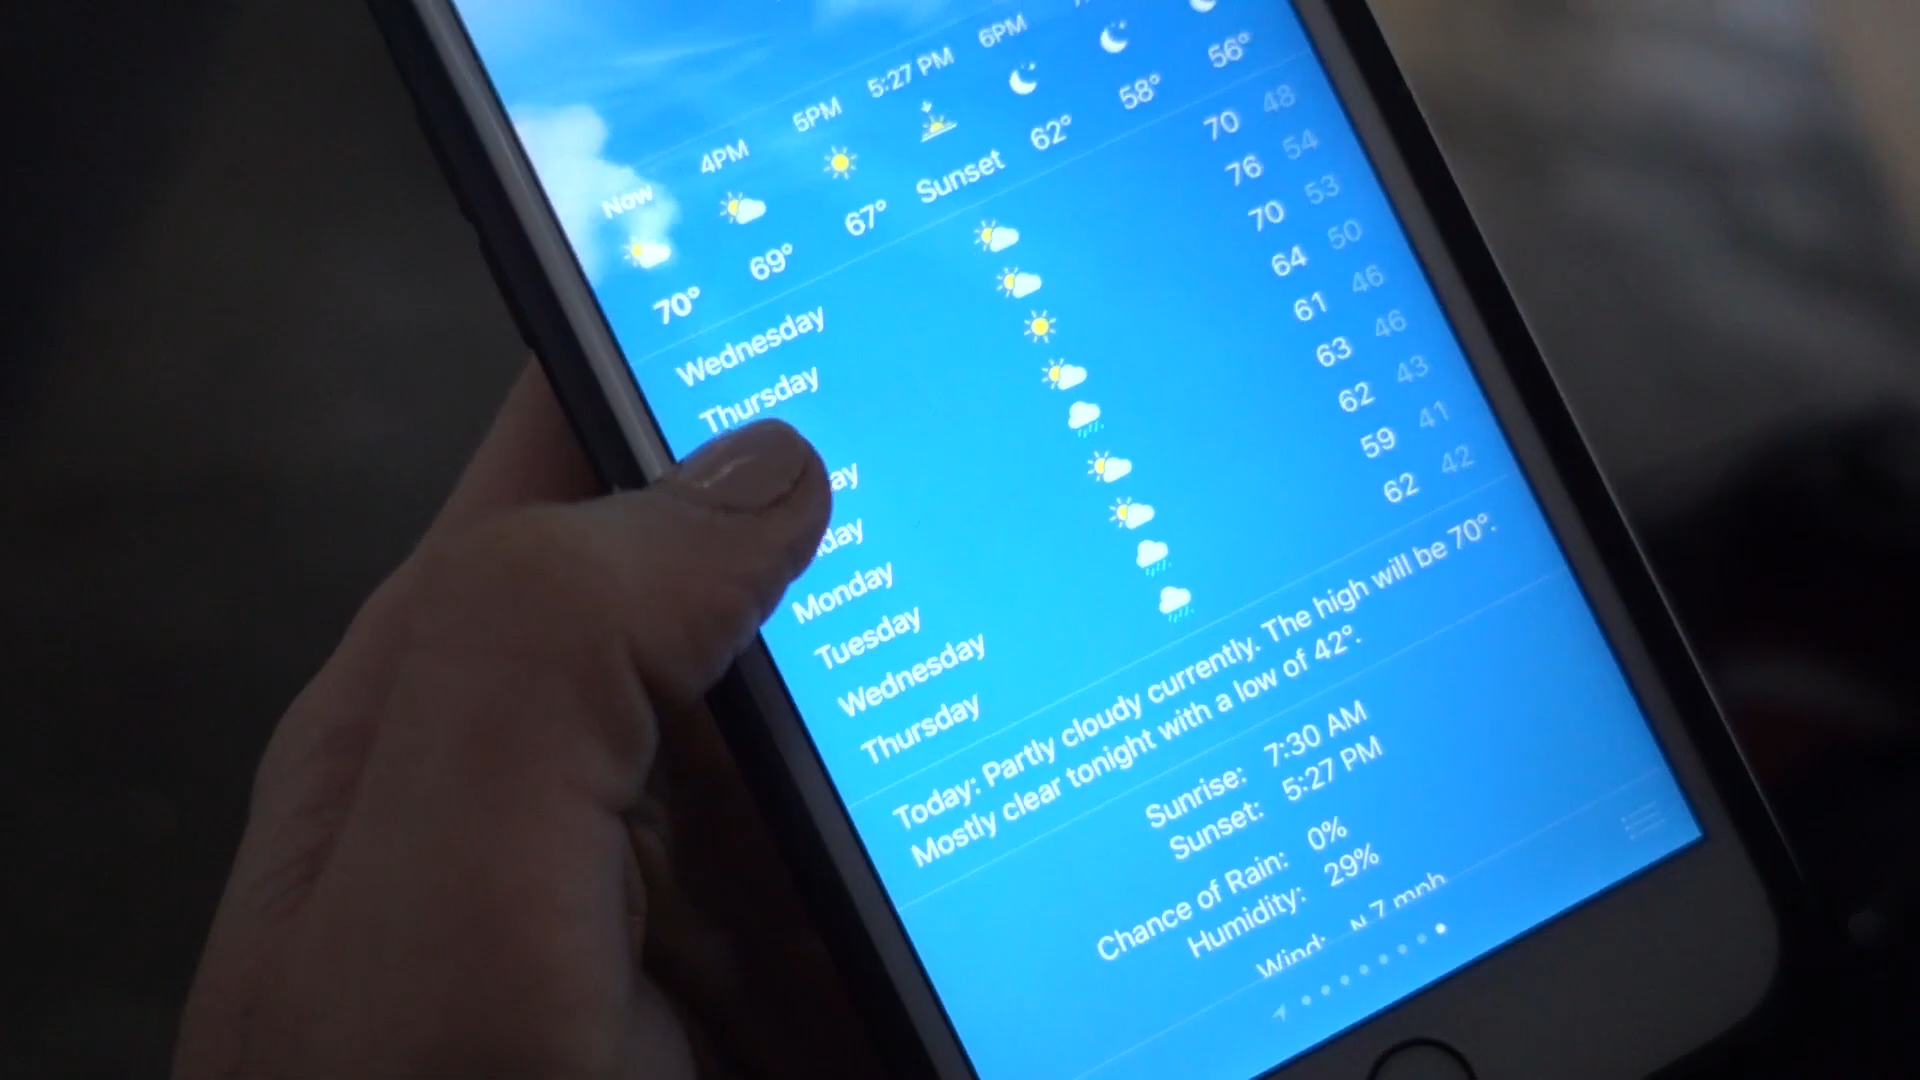 Now 4PM 5PM 5:27 PM 6PM
70° 69° 67° Sunset 62° 58° 56°
Wednesday 70 48
Thursday 76 54
70 53
ay 64 50
day 61 46
Monday 63 46
Tuesday 62 43
Wednesday 59 41
Thursday 62 42
Today: Partly cloudy currently. The high will be 70°.
Mostly clear tonight with a low of 42°.
Sunrise: 7:30 AM
Sunset: 5:27 PM
Chance of Rain: 0%
Humidity: 29%
Wind: N 7 mph